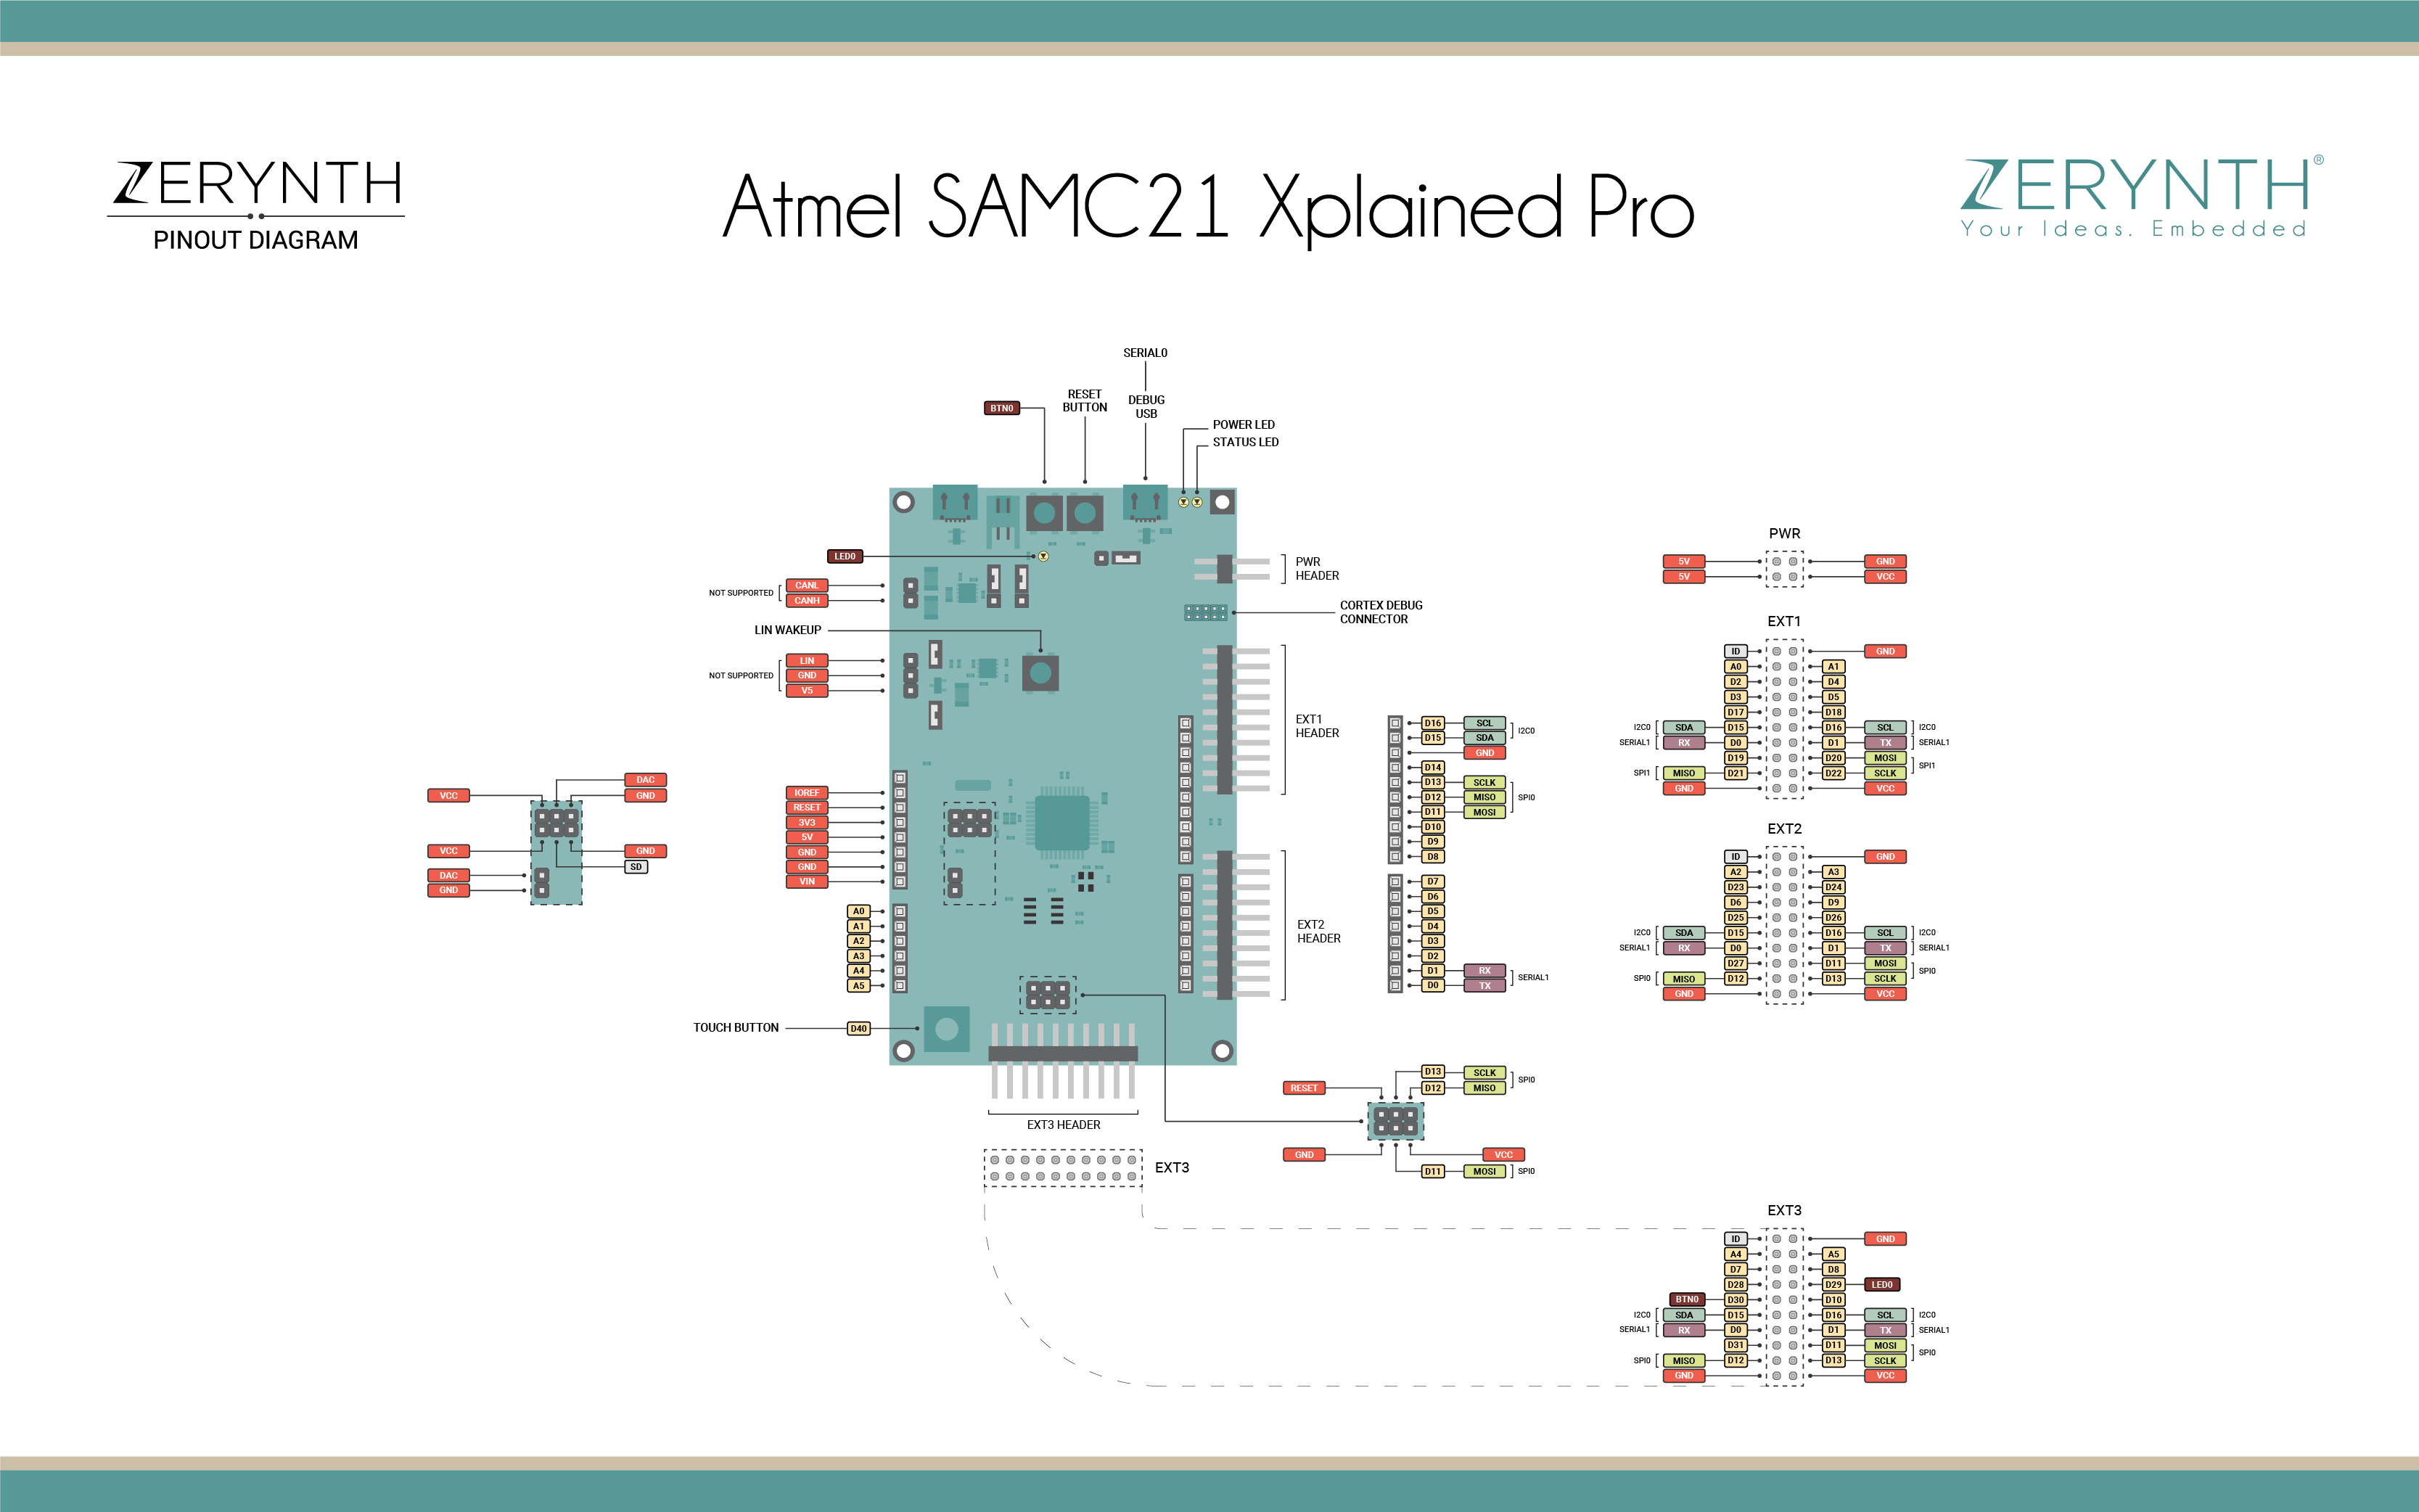 ZERYNTH
PINOUT DIAGRAM
Atmel SAMC21 Xplained Pro
ZERYNTH®
Your Ideas. Embedded
SERIAL0
BTN0
RESET
BUTTON
DEBUG
USB
POWER LED
STATUS LED
LED0
NOT SUPPORTED
CANL
CANH
LIN WAKEUP
NOT SUPPORTED
LIN
GND
V5
IOREF
RESET
3V3
5V
GND
GND
VIN
A0
A1
A2
A3
A4
A5
TOUCH BUTTON D40
DAC
VCC GND
VCC GND
SD
DAC
GND
PWR
HEADER
CORTEX DEBUG
CONNECTOR
EXT1
HEADER
EXT2
HEADER
EXT3 HEADER
EXT3
D16 SCL
I2C0
D15 SDA
GND
D14
D13 SCLK
D12 MISO SPI0
D11 MOSI
D10
D9
D8
D7
D6
D5
D4
D3
D2
D1 RX
SERIAL1
D0 TX
D13 SCLK
SPI0
RESET D12 MISO
GND VCC
D11 MOSI SPI0
PWR
5V GND
5V VCC
EXT1
ID GND
A0 A1
D2 D4
D3 D5
D17 D18
I2C0 SDA D15 D16 SCL I2C0
SERIAL1 RX D0 D1 TX SERIAL1
D19 D20 MOSI
SPI1
SPI1 MISO D21 D22 SCLK
GND VCC
EXT2
ID GND
A2 A3
D23 D24
D6 D9
D25 D26
I2C0 SDA D15 D16 SCL I2C0
SERIAL1 RX D0 D1 TX SERIAL1
D27 D11 MOSI
SPI0
SPI0 MISO D12 D13 SCLK
GND VCC
EXT3
ID GND
A4 A5
D7 D8
D28 D29 LED0
BTN0 D30 D10
I2C0 SDA D15 D16 SCL I2C0
SERIAL1 RX D0 D1 TX SERIAL1
D31 D11 MOSI
SPI0
SPI0 MISO D12 D13 SCLK
GND VCC